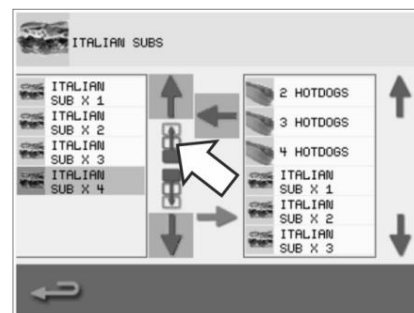 ITALIAN SUBS
ITALIAN
SUB X 1
ITALIAN
SUB X 2
ITALIAN
SUB X 3
ITALIAN
SUB X 4
2 HOTDOGS
3 HOTDOGS
4 HOTDOGS
ITALIAN
SUB X 1
ITALIAN
SUB X 2
ITALIAN
SUB X 3